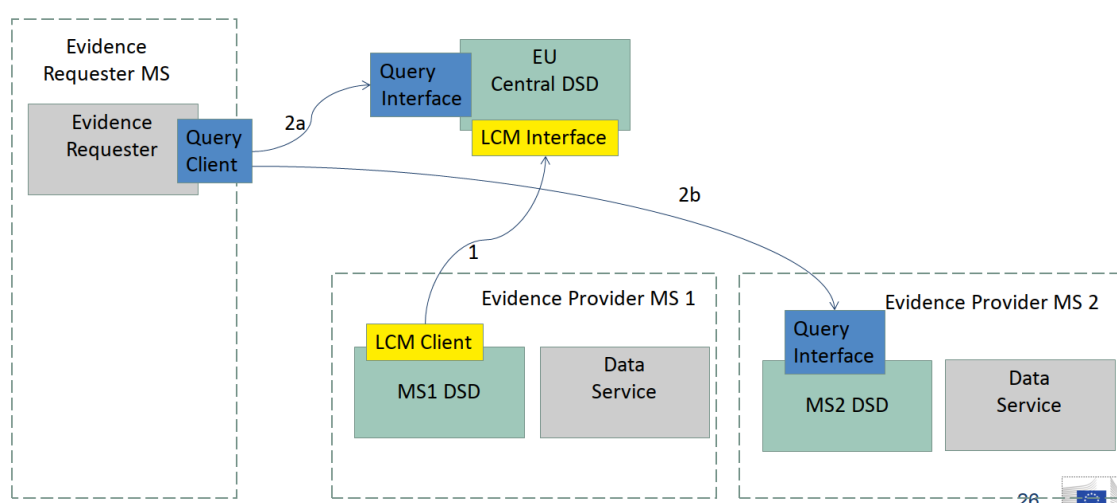 Evidence
Requester MS
Evidence
Requester
Query
Client
2a
Query
Interface
EU
Central DSD
LCM Interface
2b
1
Evidence Provider MS 1
LCM Client
MS1 DSD
Data
Service
Evidence Provider MS 2
Query
Interface
MS2 DSD
Data
Service
26